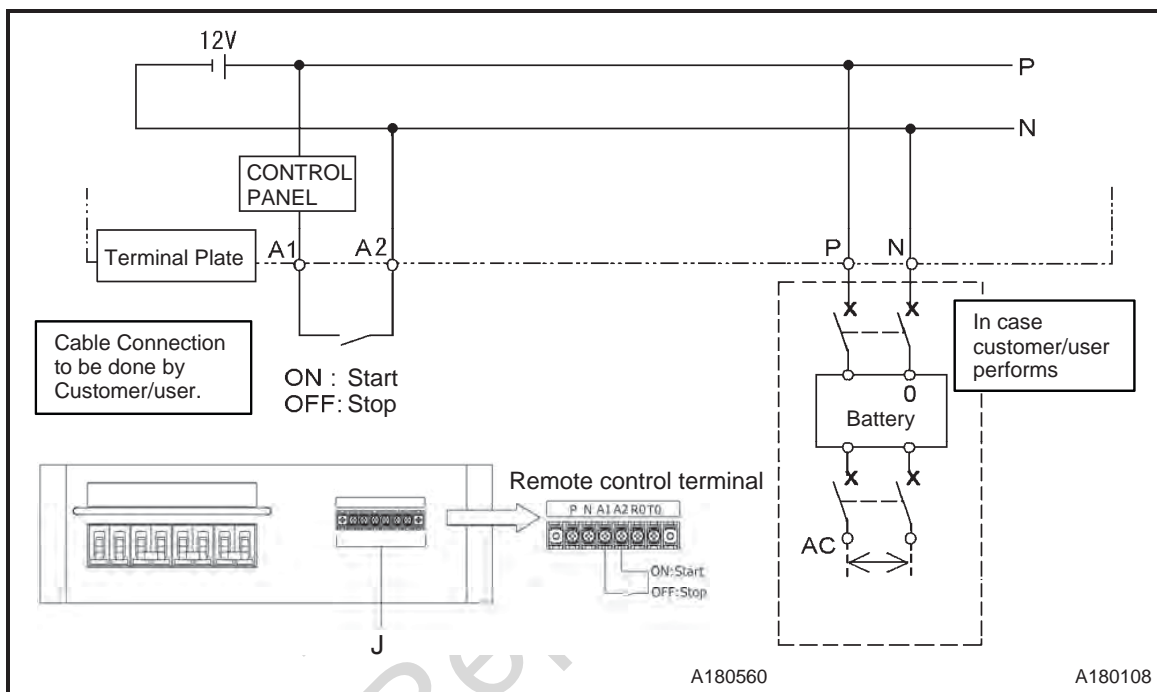 12V
P
N
CONTROL
PANEL
Terminal Plate
A1
A2
P
N
Cable Connection
to be done by
Customer/user.
ON : Start
OFF: Stop
In case
customer/user
performs
0
Battery
AC
Remote control terminal
P N A1 A2 R0 T0
ON:Start
OFF:Stop
J
A180560
A180108